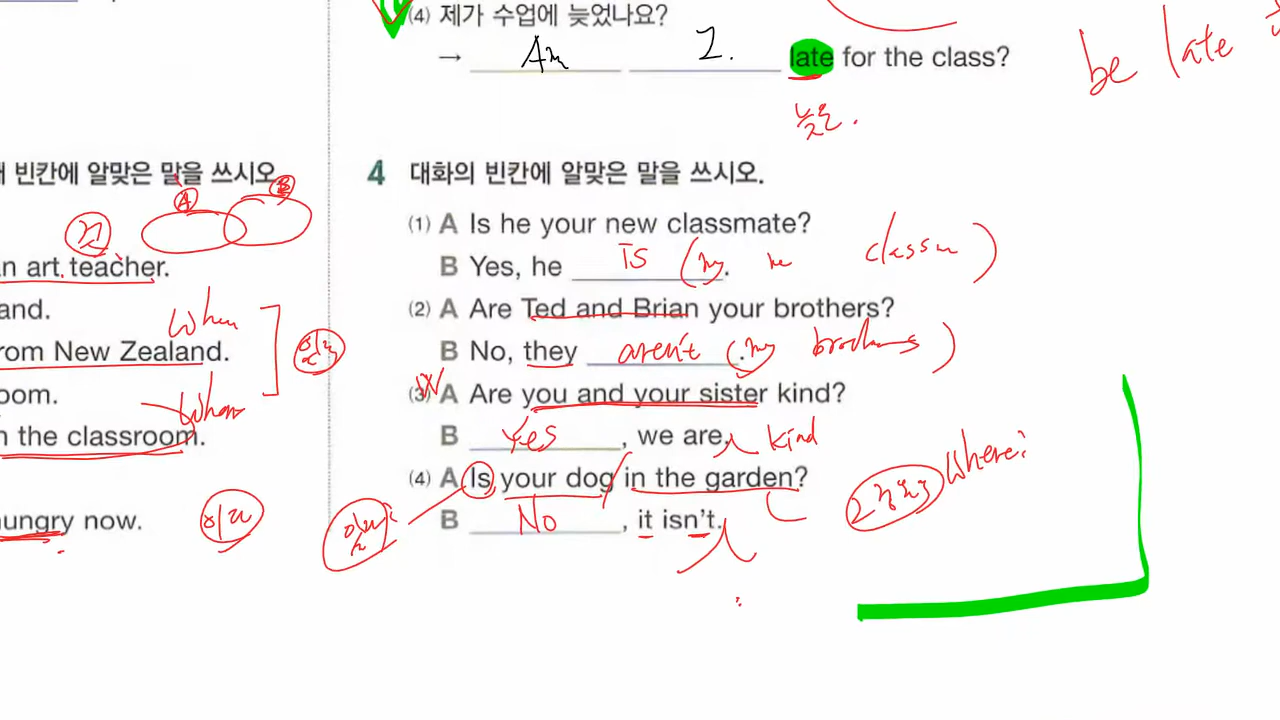 (4) 제가 수업에 늦었나요?
→ Am I. late for the class?
be late
늦은.
빈칸에 알맞은 말을 쓰시오.
A B
n art teacher.
and.
When
rom New Zealand.
oom.
Where
n the classroom.
ungry now.
4 대화의 빈칸에 알맞은 말을 쓰시오.
(1) A Is he your new classmate?
B Yes, he is (my. classm )
(2) A Are Ted and Brian your brothers?
B No, they aren't (my. brothers )
(3) A Are you and your sister kind?
B Yes, we are. kind
(4) A Is your dog in the garden?
Where?
B No, it isn't.